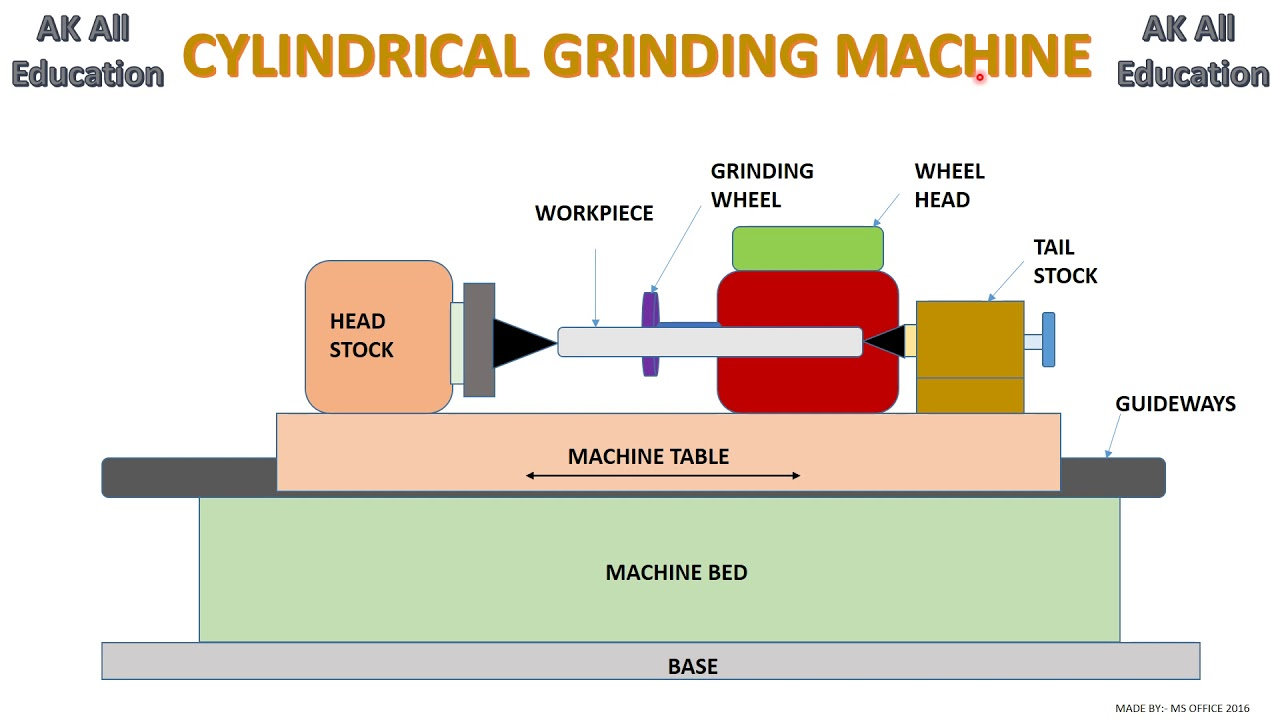 AK All
Education
CYLINDRICAL GRINDING MACHINE
AK All
Education
GRINDING
WHEEL
WHEEL
HEAD
WORKPIECE
TAIL
STOCK
HEAD
STOCK
GUIDEWAYS
MACHINE TABLE
MACHINE BED
BASE
MADE BY:- MS OFFICE 2016